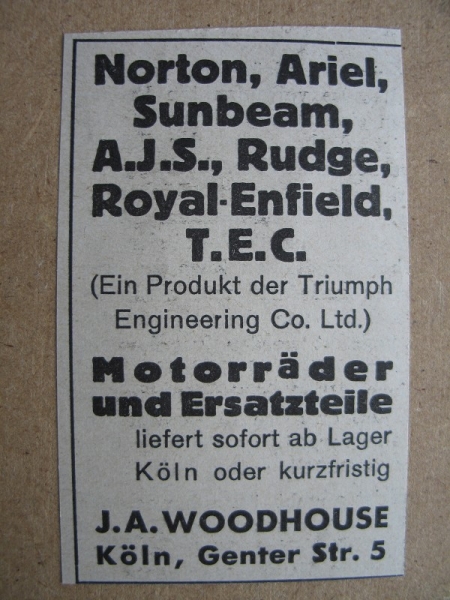 Norton, Ariel,
Sunbeam,
A.J.S., Rudge,
Royal-Enfield,
T.E.C.
(Ein Produkt der Triumph
Engineering Co. Ltd.)
Motorräder
und Ersatzteile
liefert sofort ab Lager
Köln oder kurzfristig
J.A. WOODHOUSE
Köln, Genter Str. 5